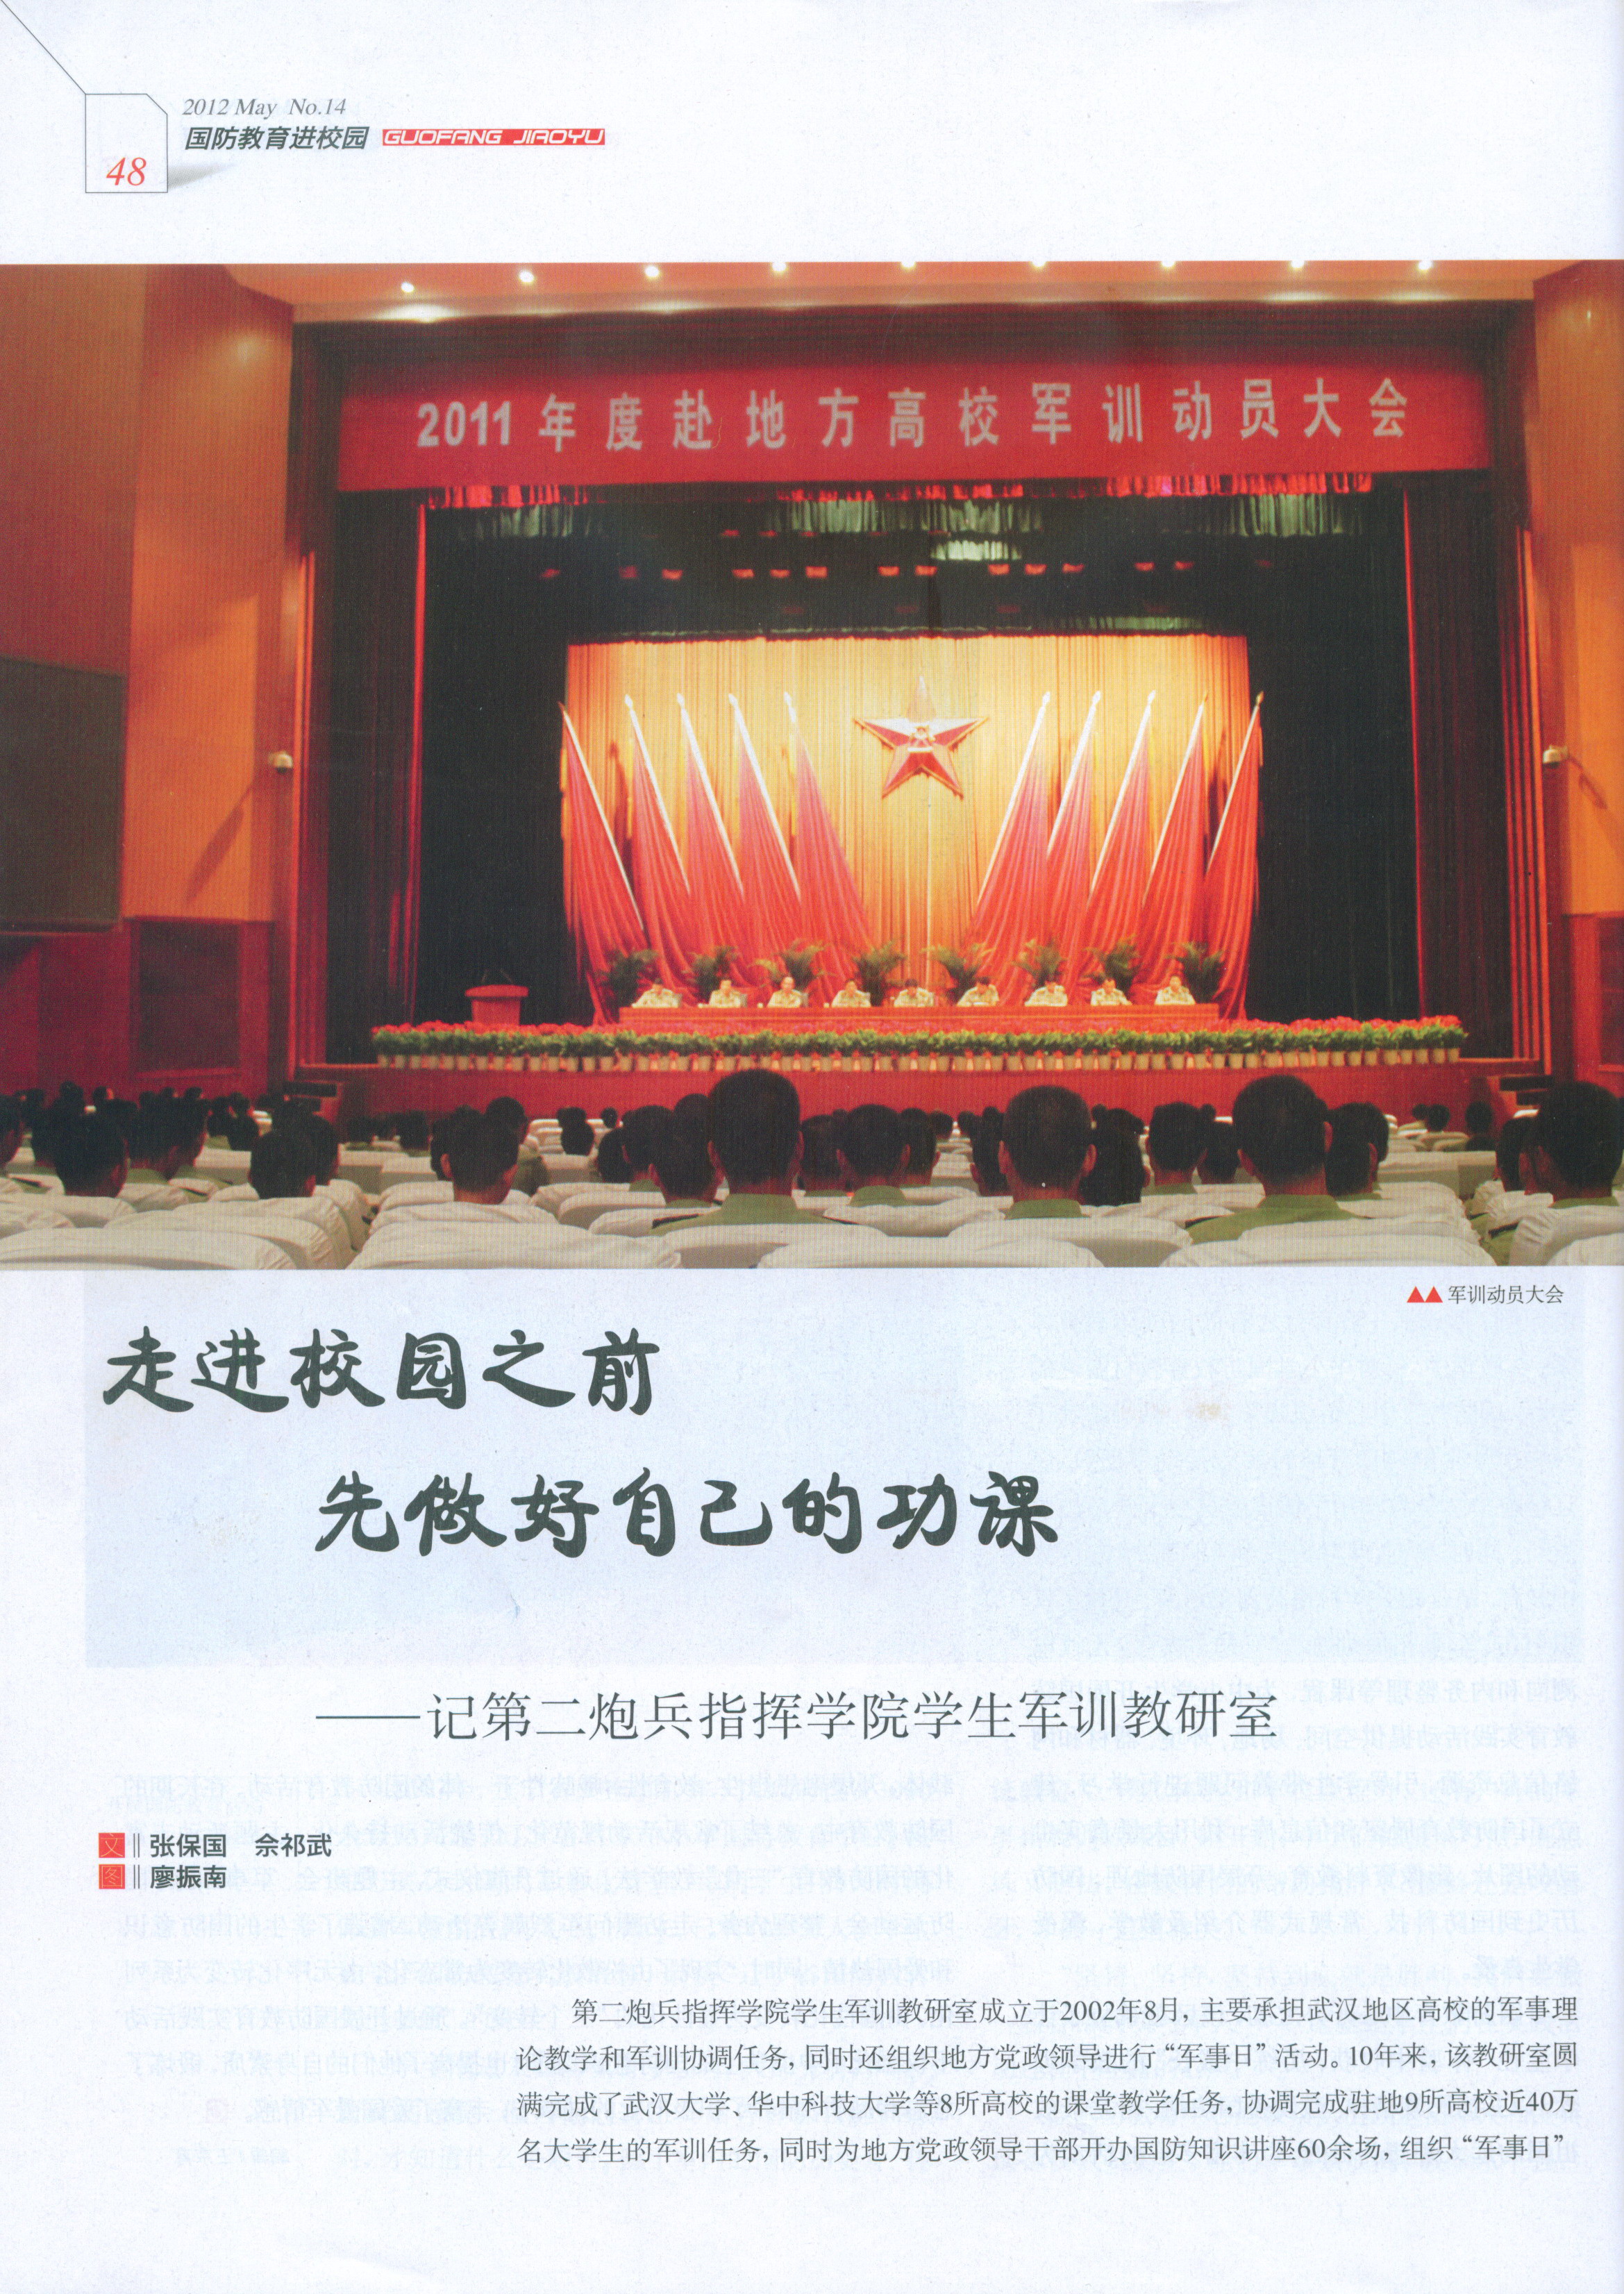 2012 May No.14
国防教育进校园 GUOFANG JIAOYU
48
2011年度赴地方高校军训动员大会
▲▲军训动员大会
走进校园之前
先做好自己的功课
——记第二炮兵指挥学院学生军训教研室
文‖张保国 佘祁武
图‖廖振南
第二炮兵指挥学院学生军训教研室成立于2002年8月，主要承担武汉地区高校的军事理
论教学和军训协调任务，同时还组织地方党政领导进行“军事日”活动。10年来，该教研室圆
满完成了武汉大学、华中科技大学等8所高校的课堂教学任务，协调完成驻地9所高校近40万
名大学生的军训任务，同时为地方党政领导干部开办国防知识讲座60余场，组织“军事日”